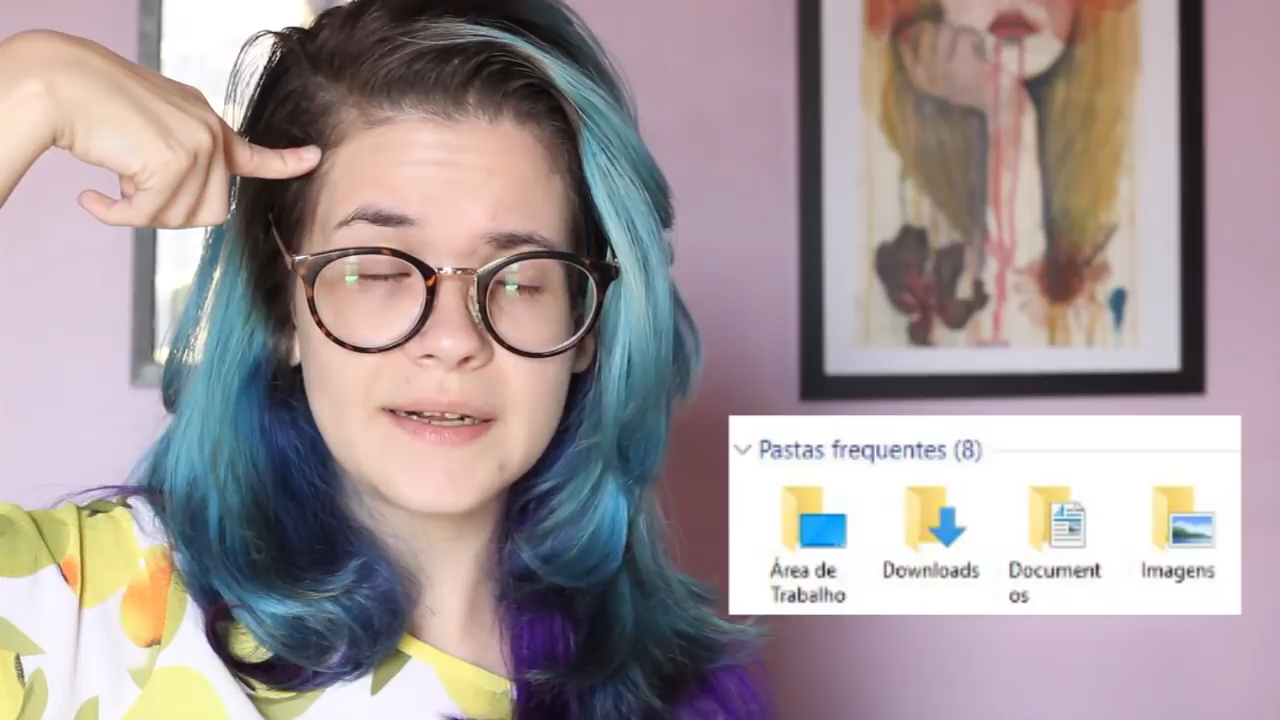 Pastas frequentes (8)
Área de
Trabalho
Downloads
Document
os
Imagens